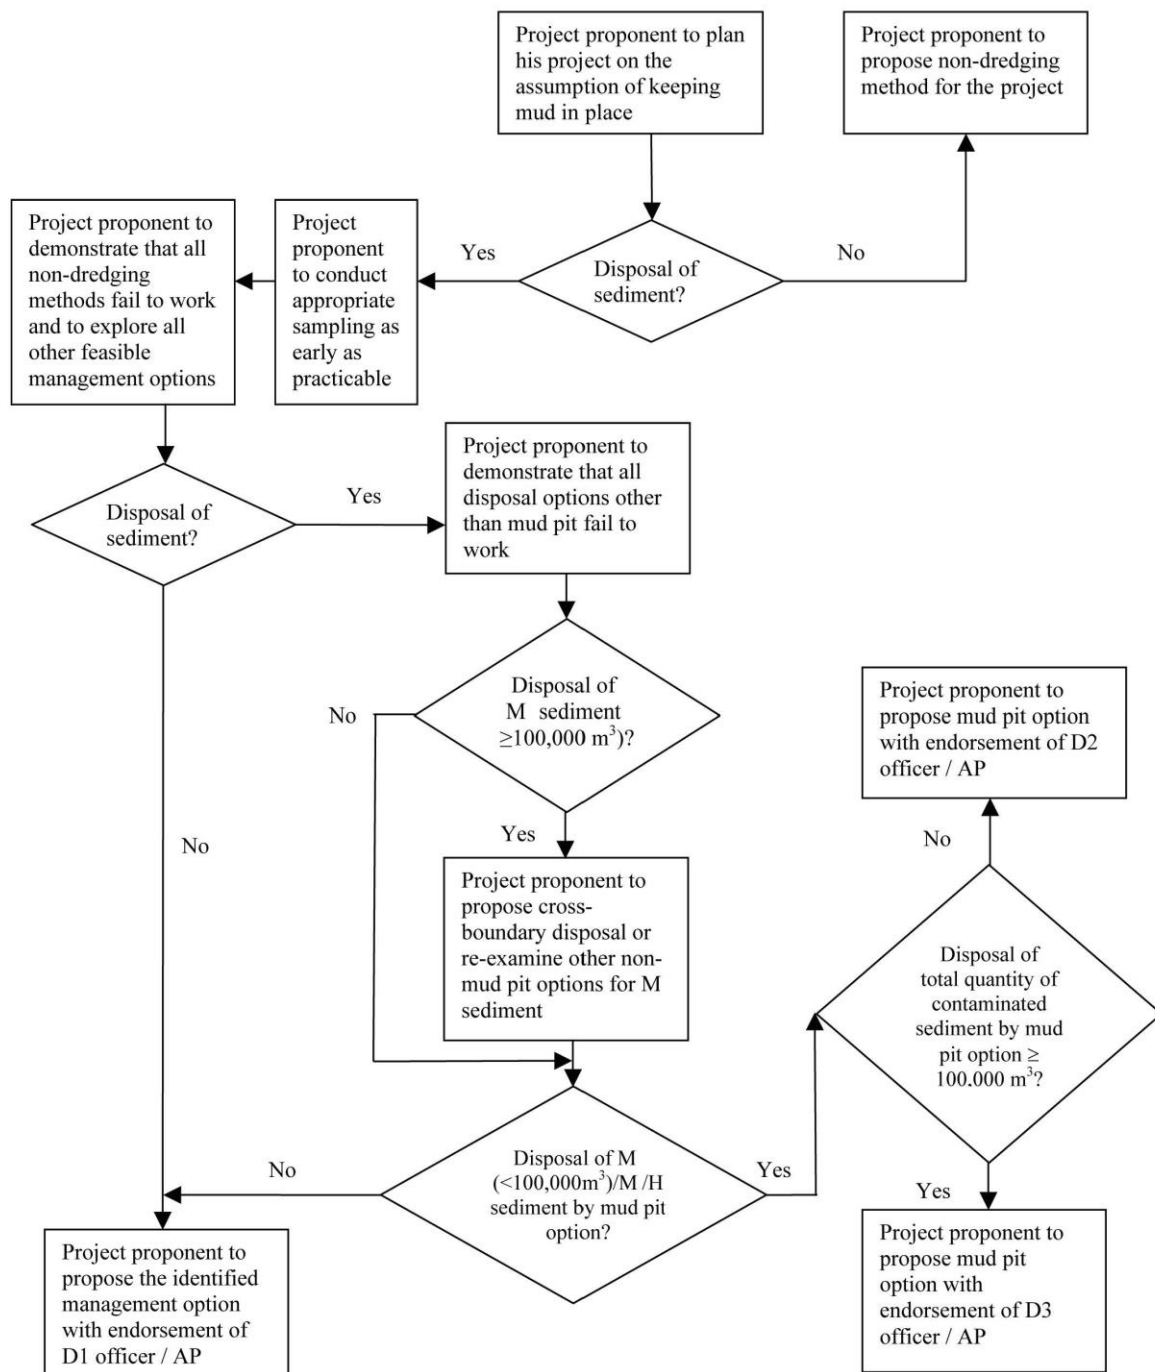 Project proponent to plan
his project on the
assumption of keeping
mud in place
Project proponent to
propose non-dredging
method for the project
Project proponent to
demonstrate that all
non-dredging
methods fail to work
and to explore all
other feasible
management options
Project
proponent
to conduct
appropriate
sampling as
early as
practicable
Yes
Disposal of
sediment?
No
Disposal of
sediment?
Yes
Project proponent to
demonstrate that all
disposal options other
than mud pit fail to
work
No
Disposal of
M sediment
≥100,000 m³)?
Yes
Project proponent to
propose cross-
boundary disposal or
re-examine other non-
mud pit options for M
sediment
No
Project proponent to
propose mud pit option
with endorsement of D2
officer / AP
No
Disposal of
total quantity of
contaminated
sediment by mud
pit option ≥
100,000 m³?
No
Disposal of M
(<100,000m³)/M /H
sediment by mud pit
option?
Yes
Yes
Project proponent to
propose the identified
management option
with endorsement of
D1 officer / AP
Project proponent to
propose mud pit
option with
endorsement of D3
officer / AP